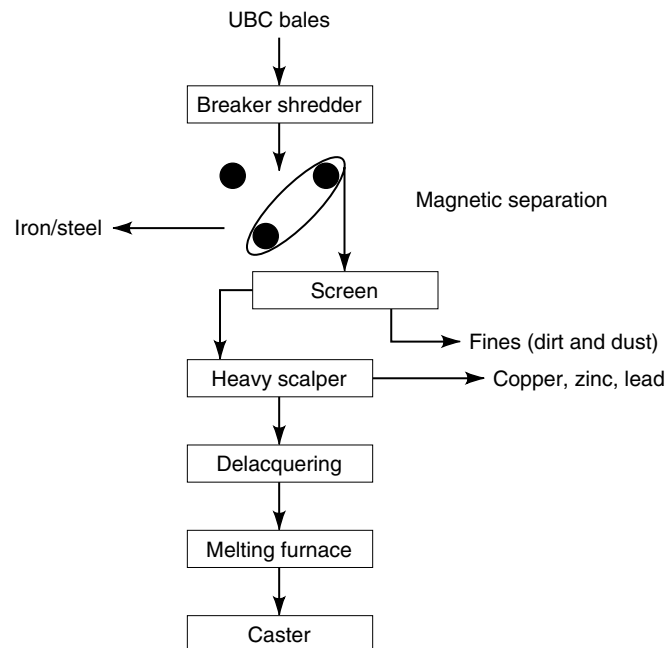 UBC bales
Breaker shredder
Magnetic separation
Iron/steel
Screen
Fines (dirt and dust)
Heavy scalper
Copper, zinc, lead
Delacquering
Melting furnace
Caster